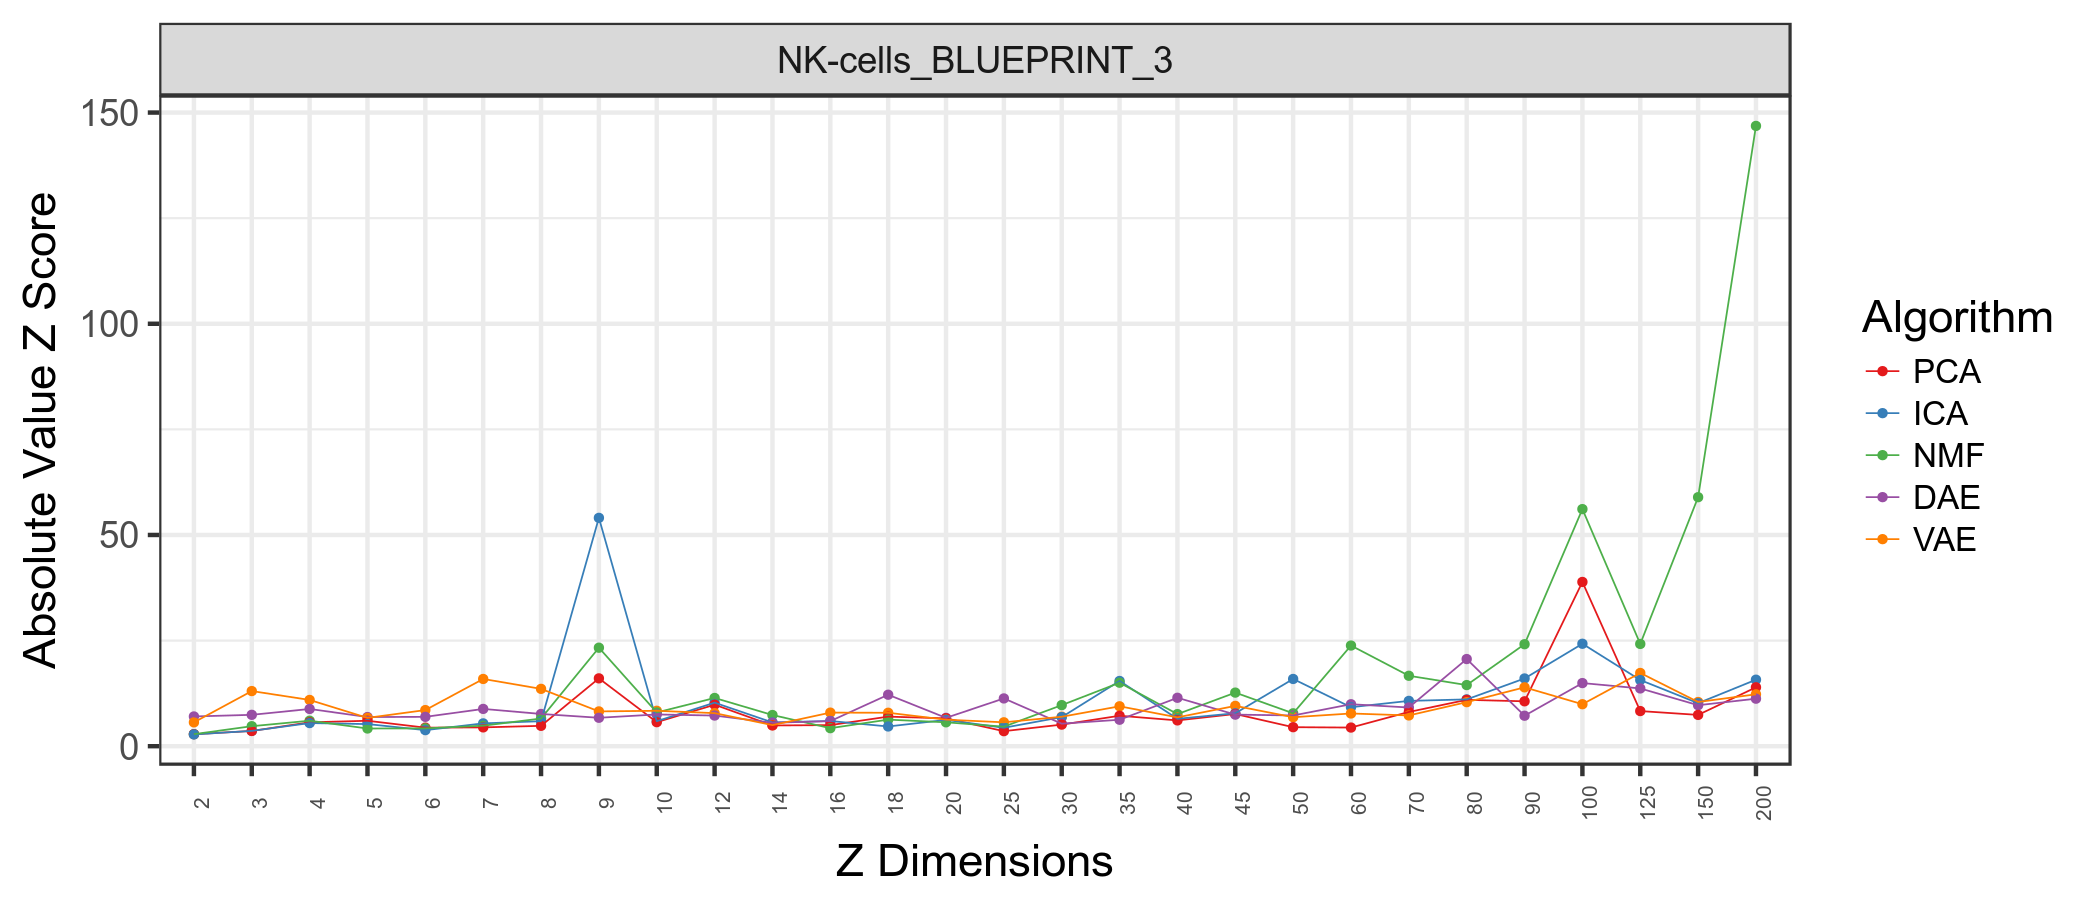 NK-cells_BLUEPRINT_3
Absolute Value Z Score
150
100
50
0
2 3 4 5 6 7 8 9 10 12 14 16 18 20 25 30 35 40 45 50 60 70 80 90 100 125 150 200
Z Dimensions
Algorithm
PCA
ICA
NMF
DAE
VAE